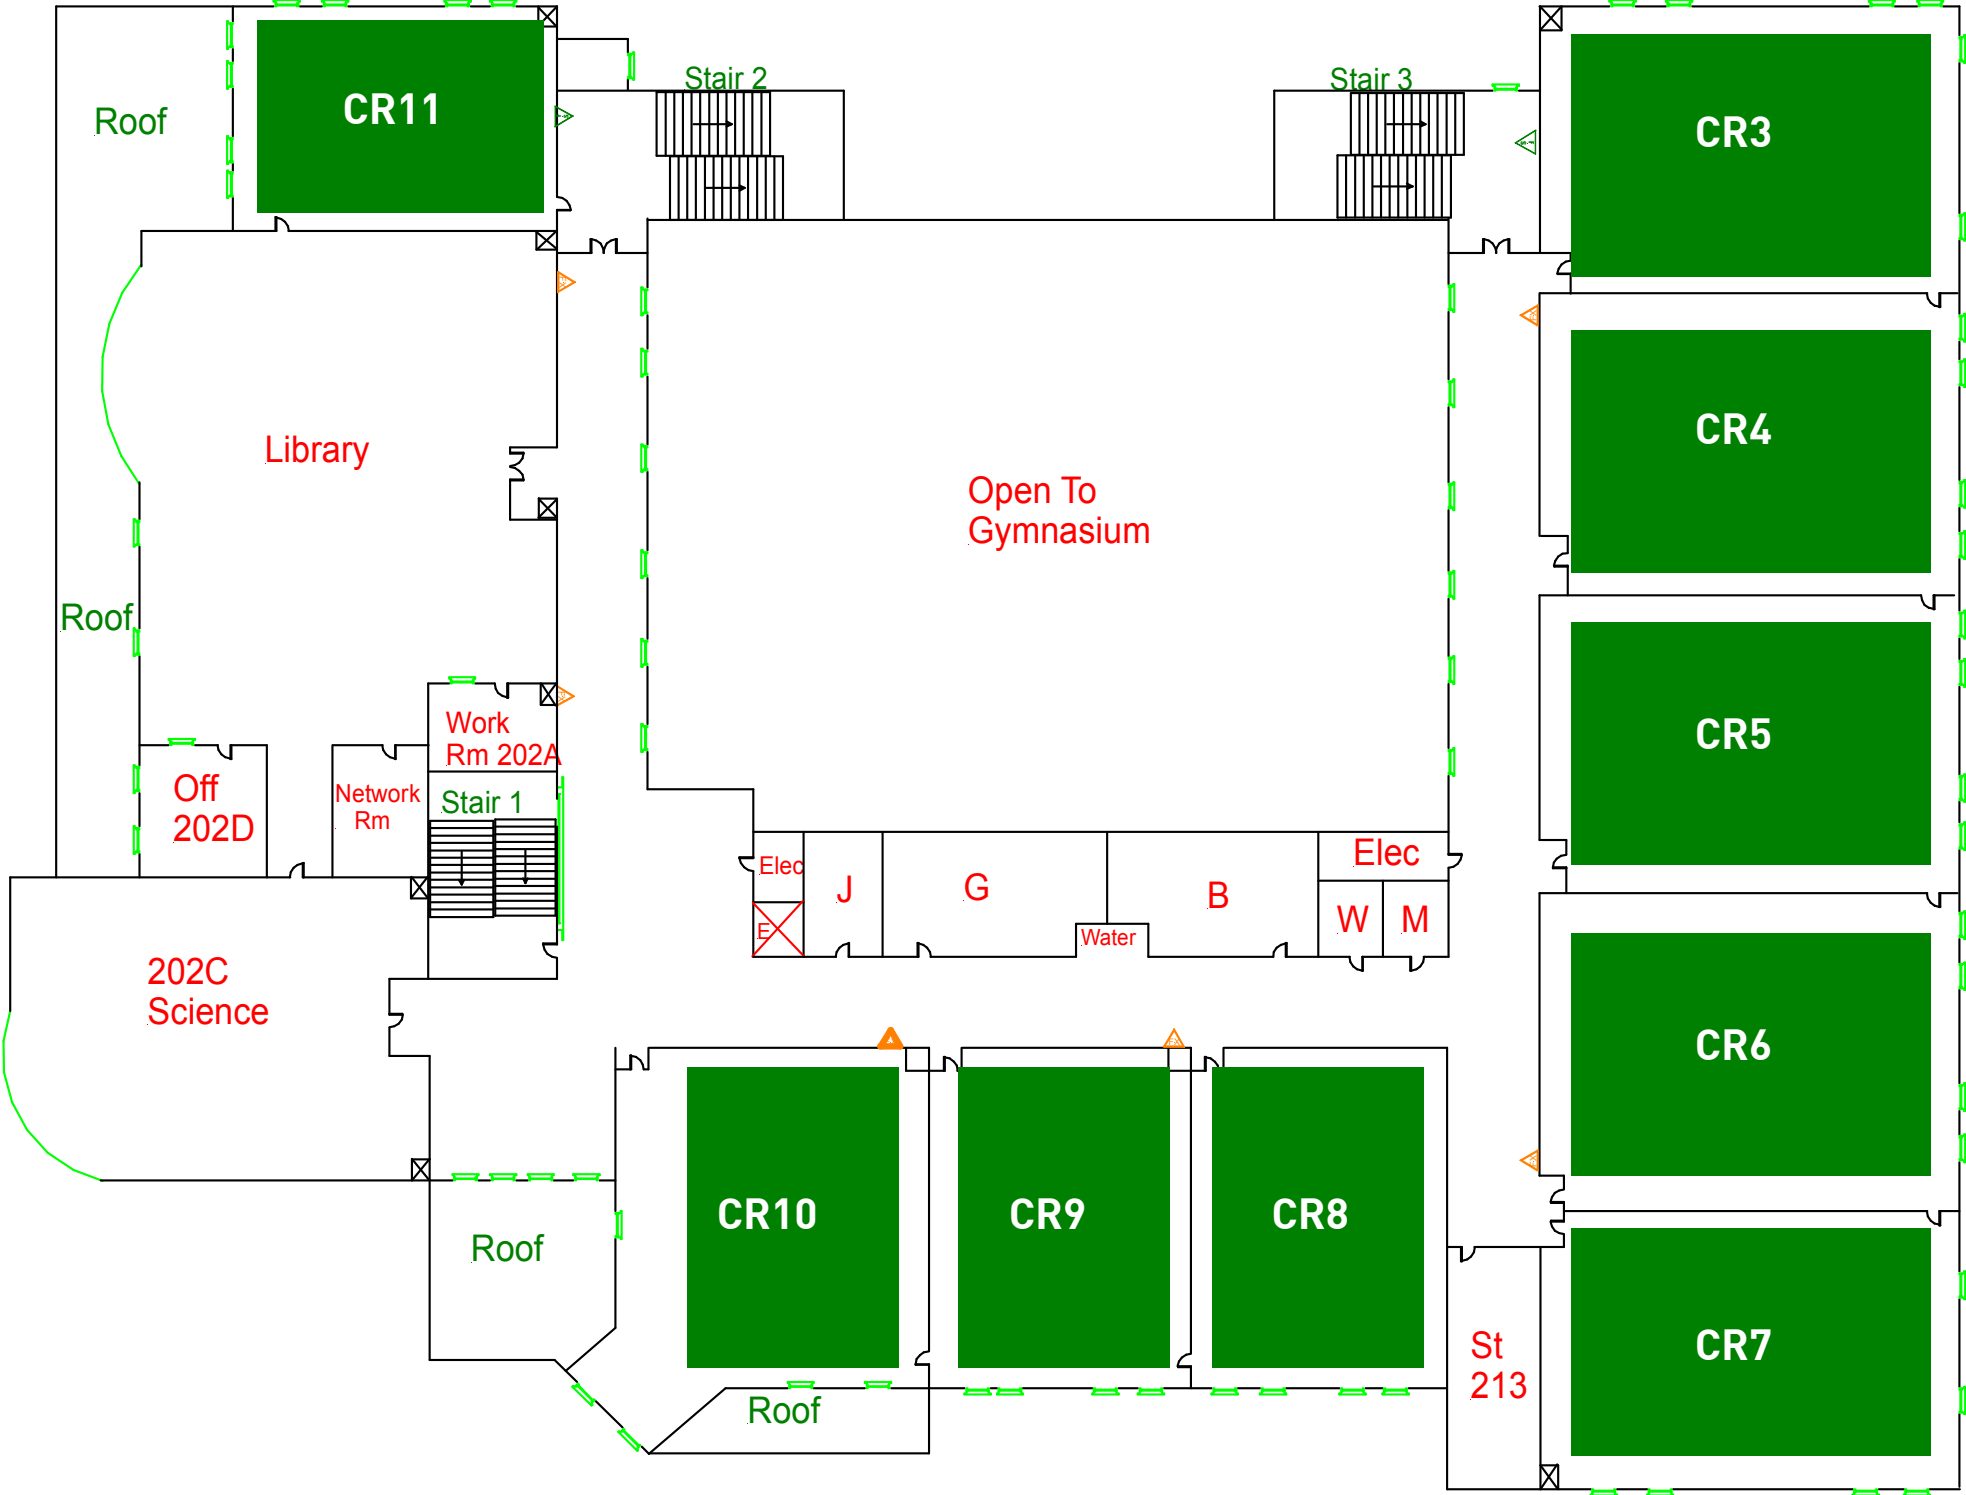 Stair 2
Stair 3
Roof
CR11
CR3
Library
CR4
Open To
Gymnasium
Roof
Work
Rm 202A
CR5
Off
202D
Network
Rm
Stair 1
Elec
J
G
B
Elec
E
W
M
Water
202C
Science
CR6
Roof
CR10
CR9
CR8
Roof
St
213
CR7